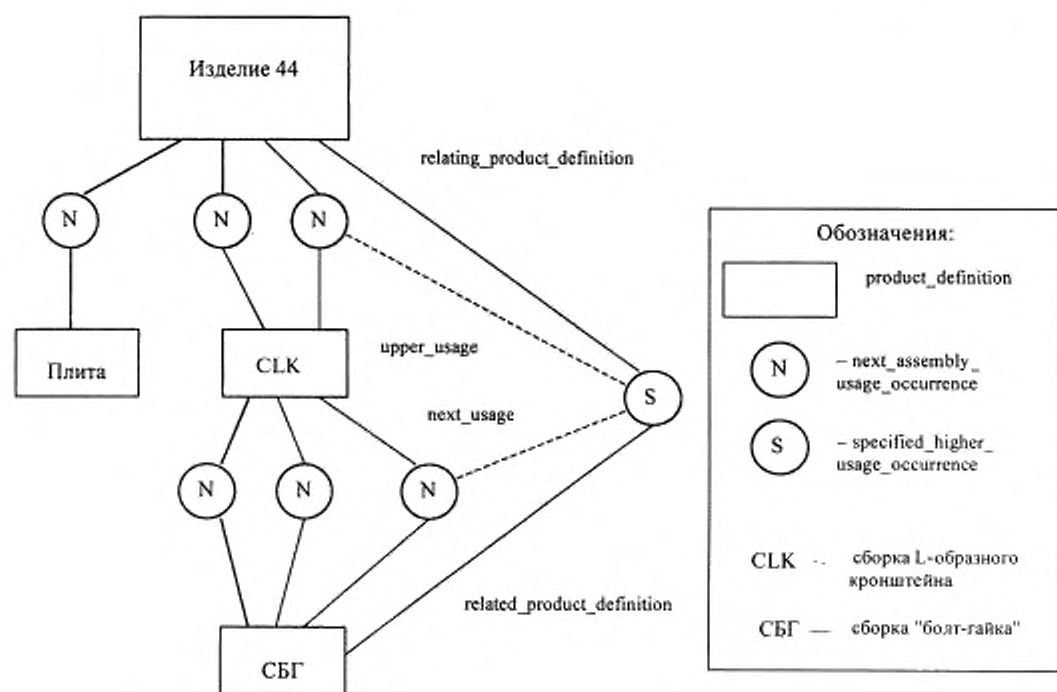 Изделие 44
relating_product_definition
N
N
N
Обозначения:
product_definition
Плита
CLK
upper_usage
S
next_usage
N
– next_assembly_
usage_occurrence
S
– specified_higher_
usage_occurrence
N
N
N
CLK -- сборка L-образного
кронштейна
related_product_definition
СБГ — сборка "болт-гайка"
СБГ